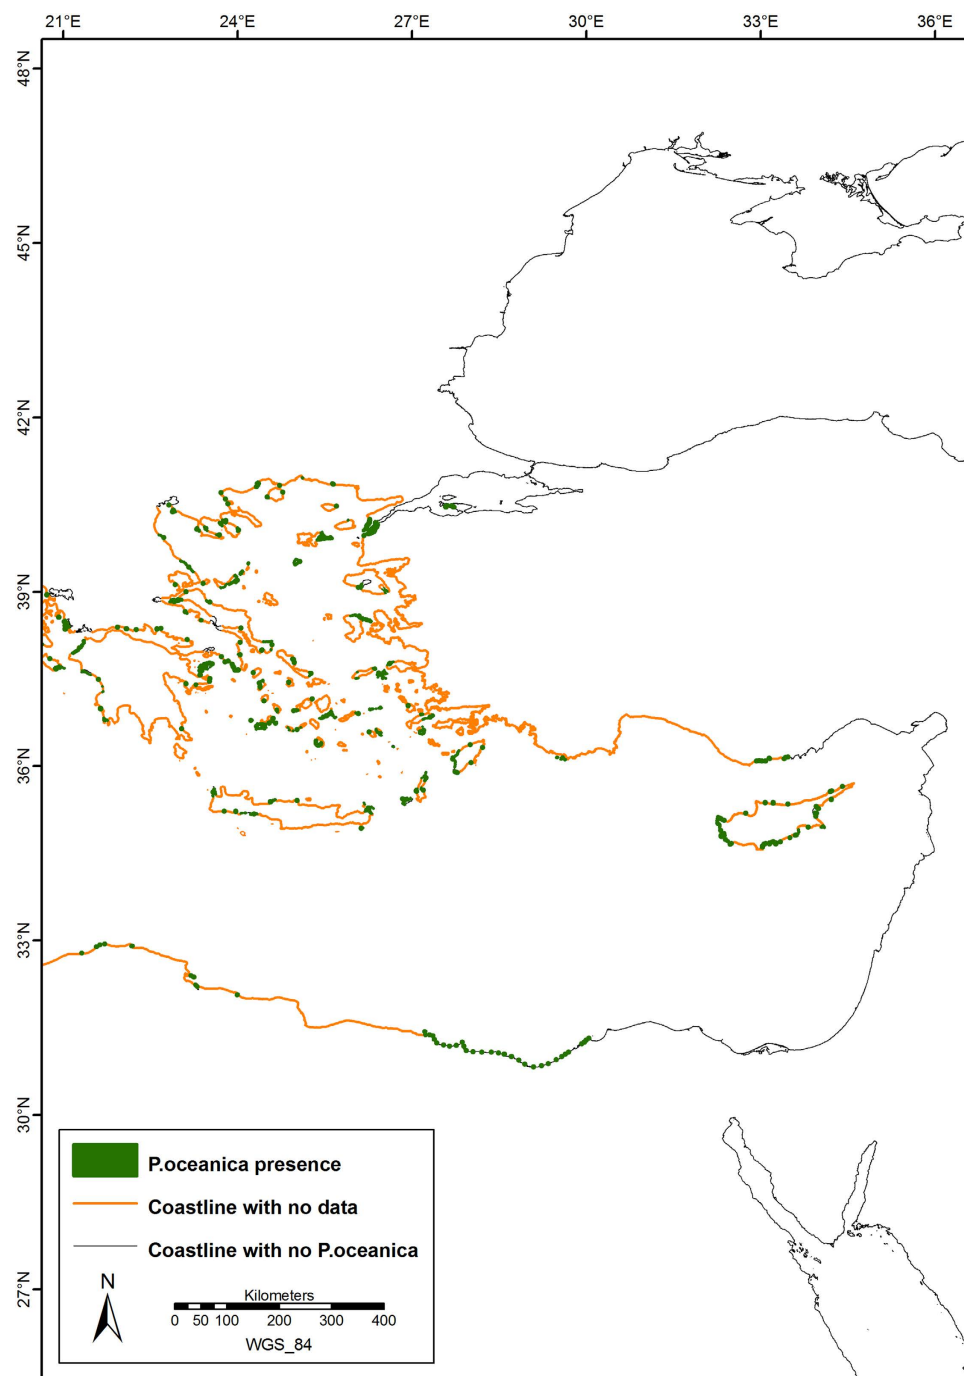 21°E 24°E 27°E 30°E 33°E 36°E
48°N
45°N
42°N
39°N
36°N
33°N
30°N
27°N
P.oceanica presence
Coastline with no data
Coastline with no P.oceanica
N
Kilometers
0 50 100 200 300 400
WGS_84